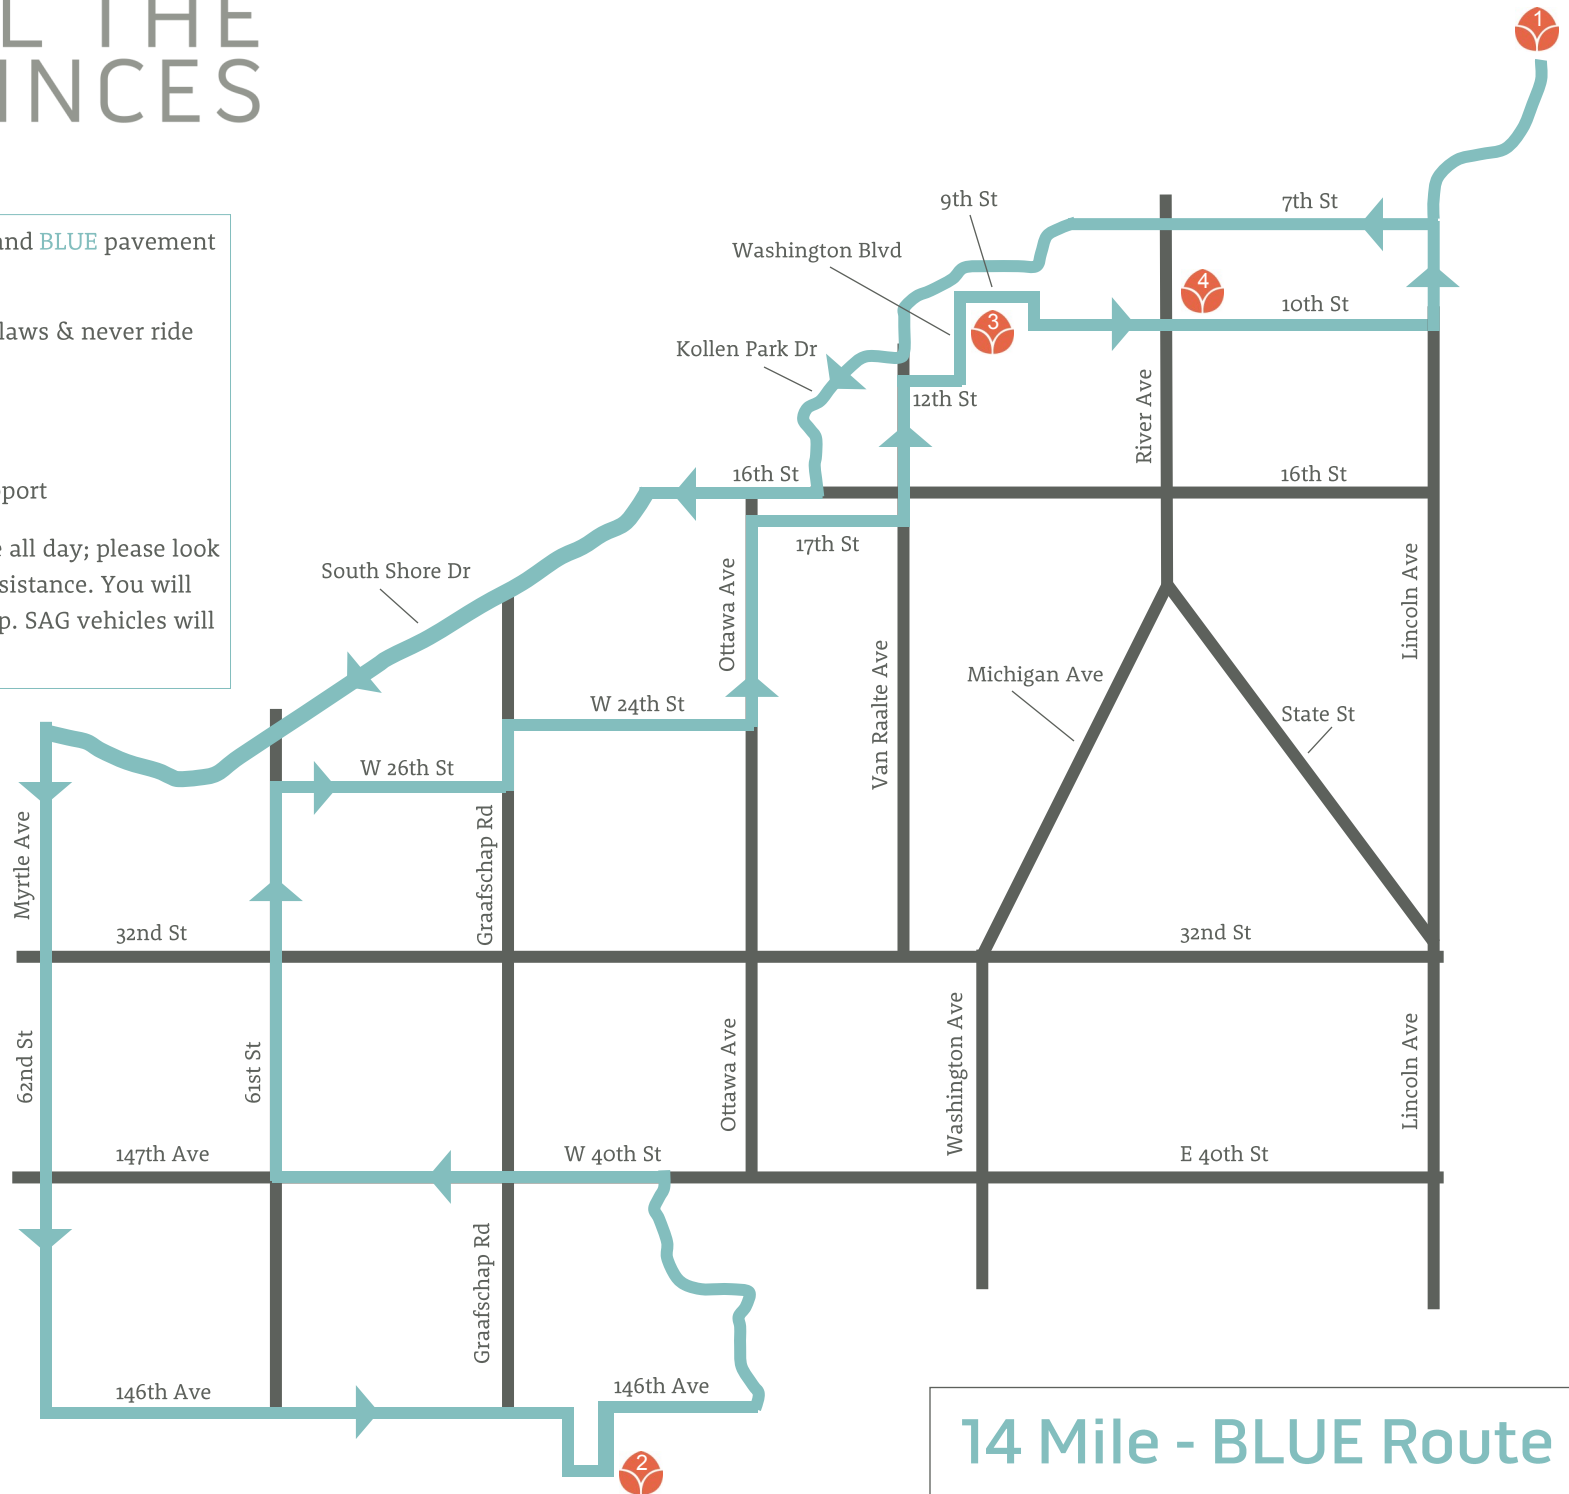 L THE
INCES
and BLUE pavement
laws & never ride
port
e all day; please look
sistance. You will
p. SAG vehicles will
1
9th St
7th St
Washington Blvd
4
10th St
3
Kollen Park Dr
12th St
River Ave
16th St
16th St
17th St
South Shore Dr
Ottawa Ave
Lincoln Ave
Van Raalte Ave
Michigan Ave
W 24th St
State St
W 26th St
Myrtle Ave
Graafschap Rd
32nd St
32nd St
62nd St
61st St
Ottawa Ave
Washington Ave
Lincoln Ave
147th Ave
W 40th St
E 40th St
Graafschap Rd
146th Ave
146th Ave
2
14 Mile - BLUE Route